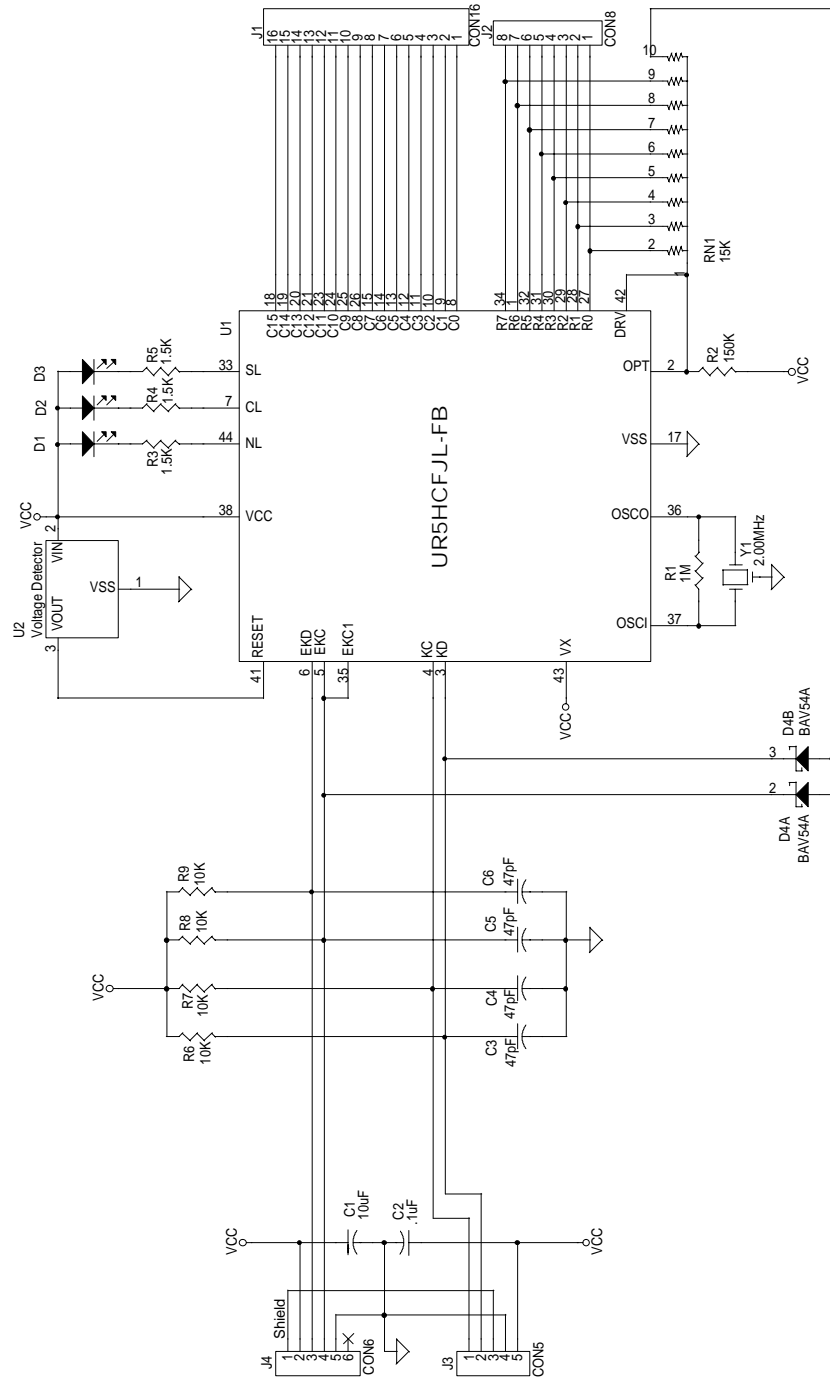 J1
CON16
16
15
14
13
12
11
10
9
8
7
6
5
4
3
2
1
J2
CON8
8
7
6
5
4
3
2
1
10
9
8
7
6
5
4
3
2
RN1
15K
C15 18
C14 19
C13 20
C12 21
C11 23
C10 24
C9 25
C8 26
C7 15
C6 14
C5 13
C4 12
C3 11
C2 10
C1 9
C0 8
R7 34
R6 1
R5 32
R4 31
R3 30
R2 29
R1 28
R0 27
DRV 42
U1
UR5HCFJL-FB
D3
D2
D1
R5
1.5K
R4
1.5K
R3
1.5K
33 SL
7 CL
44 NL
38 VCC
VCC
U2
Voltage Detector
2 VIN
VSS 1
3 VOUT
41 RESET
6 EKD
5 EKC
35 EKC1
4 KC
3 KD
43 VX
VCC
OPT 2
R2
150K
VCC
VSS 17
OSCO 36
OSCI 37
R1
1M
Y1
2.00MHz
3
D4B
BAV54A
2
D4A
BAV54A
VCC
R9
10K
R8
10K
R7
10K
R6
10K
C6
47pF
C5
47pF
C4
47pF
C3
47pF
VCC
C1
10uF
C2
.1uF
VCC
Shield
J4
1
2
3
4
5
6
CON6
J3
1
2
3
4
5
CON5